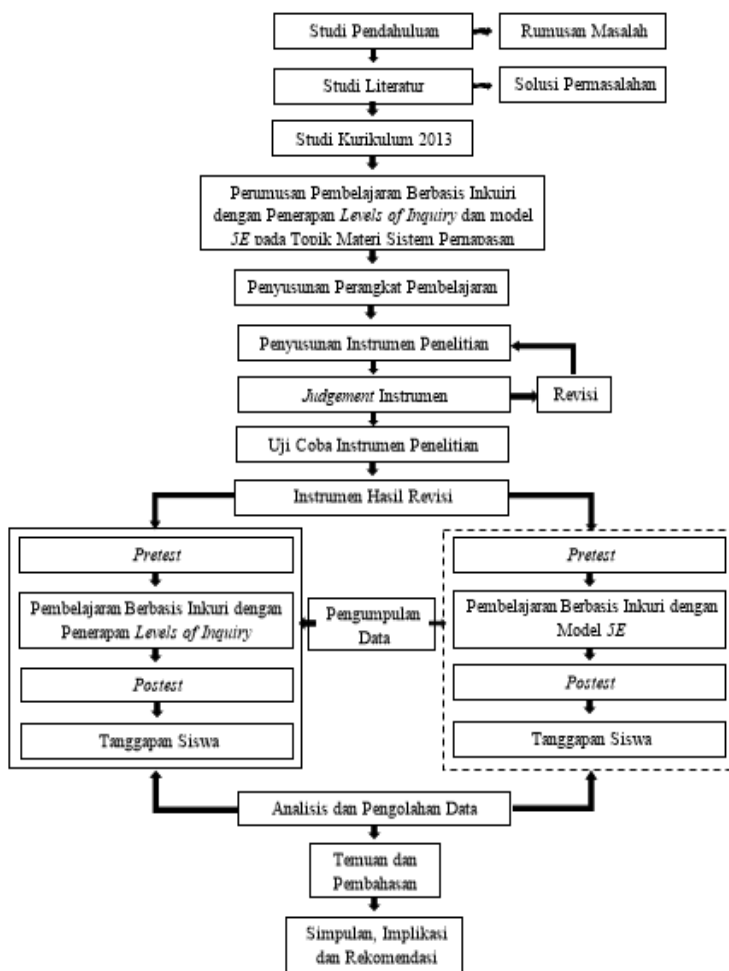 Studi Pendahuluan
Rumusan Masalah
Studi Literatur
Solusi Permasalahan
Studi Kurikulum 2013
Perumusan Pembelajaran Berbasis Inkuiri
dengan Penerapan Levels of Inquiry dan model
5E pada Topik Materi Sistem Pernapasan
Penyusunan Perangkat Pembelajaran
Penyusunan Instrumen Penelitian
Judgement Instrumen
Revisi
Uji Coba Instrumen Penelitian
Instrumen Hasil Revisi
Pretest
Pembelajaran Berbasis Inkuri dengan
Penerapan Levels of Inquiry
Postest
Tanggapan Siswa
Pengumpulan
Data
Pretest
Pembelajaran Berbasis Inkuri dengan
Model 5E
Postest
Tanggapan Siswa
Analisis dan Pengolahan Data
Temuan dan
Pembahasan
Simpulan, Implikasi
dan Rekomendasi